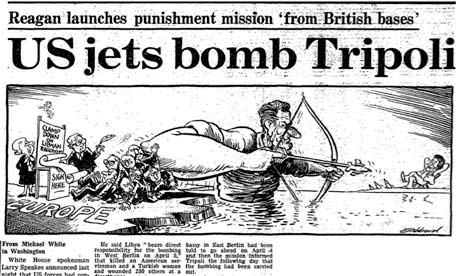 Reagan launches punishment mission 'from British bases'
US jets bomb Tripoli
CLAMP
DOWN
ON
LIBYAN
SIGN
HERE
EUROPE
From Michael White
in Washington
White House spokesman
Larry Speakes announced last
night that US forces had
He said Libya "bears direct
responsibility for the bombing
in West Berlin on April 5,"
that killed an American ser-
viceman and a Turkish woman
and wounded 230 others at a
bassy in East Berlin had been
told to go ahead on April 4
and then the mission informed
Tripoli the following day that
the bombing had been carried
out.